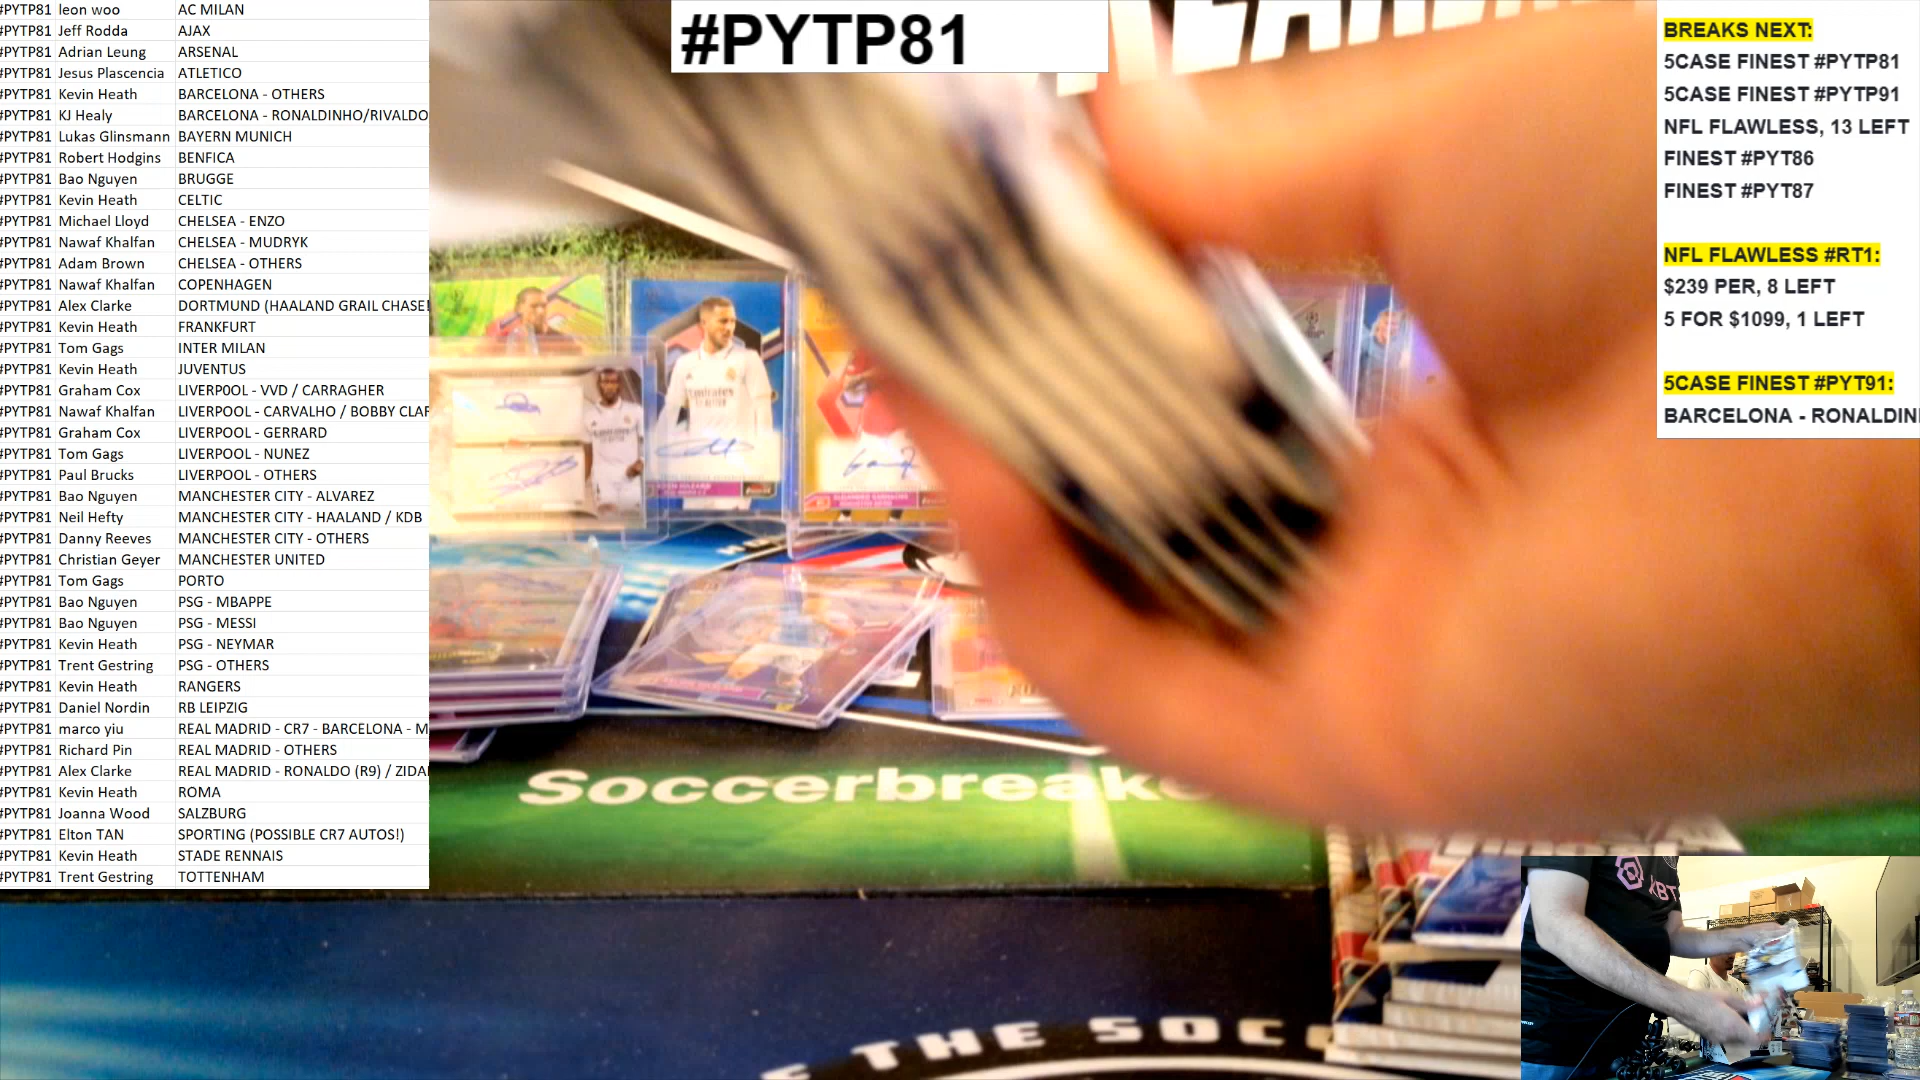 #PYTP81 leon woo AC MILAN
#PYTP81 Jeff Rodda AJAX
#PYTP81 Adrian Leung ARSENAL
#PYTP81 Jesus Plascencia ATLETICO
#PYTP81 Kevin Heath BARCELONA - OTHERS
#PYTP81 KJ Healy BARCELONA - RONALDINHO/RIVALDO
#PYTP81 Lukas Glinsmann BAYERN MUNICH
#PYTP81 Robert Hodgins BENFICA
#PYTP81 Bao Nguyen BRUGGE
#PYTP81 Kevin Heath CELTIC
#PYTP81 Michael Lloyd CHELSEA - ENZO
#PYTP81 Nawaf Khalfan CHELSEA - MUDRYK
#PYTP81 Adam Brown CHELSEA - OTHERS
#PYTP81 Nawaf Khalfan COPENHAGEN
#PYTP81 Alex Clarke DORTMUND (HAALAND GRAIL CHASE!
#PYTP81 Kevin Heath FRANKFURT
#PYTP81 Tom Gags INTER MILAN
#PYTP81 Kevin Heath JUVENTUS
#PYTP81 Graham Cox LIVERP0OL - VVD / CARRAGHER
#PYTP81 Nawaf Khalfan LIVERPOOL - CARVALHO / BOBBY CLAR
#PYTP81 Graham Cox LIVERPOOL - GERRARD
#PYTP81 Tom Gags LIVERPOOL - NUNEZ
#PYTP81 Paul Brucks LIVERPOOL - OTHERS
#PYTP81 Bao Nguyen MANCHESTER CITY - ALVAREZ
#PYTP81 Neil Hefty MANCHESTER CITY - HAALAND / KDB
#PYTP81 Danny Reeves MANCHESTER CITY - OTHERS
#PYTP81 Christian Geyer MANCHESTER UNITED
#PYTP81 Tom Gags PORTO
#PYTP81 Bao Nguyen PSG - MBAPPE
#PYTP81 Bao Nguyen PSG - MESSI
#PYTP81 Kevin Heath PSG - NEYMAR
#PYTP81 Trent Gestring PSG - OTHERS
#PYTP81 Kevin Heath RANGERS
#PYTP81 Daniel Nordin RB LEIPZIG
#PYTP81 marco yiu REAL MADRID - CR7 - BARCELONA - M
#PYTP81 Richard Pin REAL MADRID - OTHERS
#PYTP81 Alex Clarke REAL MADRID - RONALDO (R9) / ZIDA
#PYTP81 Kevin Heath ROMA
#PYTP81 Joanna Wood SALZBURG
#PYTP81 Elton TAN SPORTING (POSSIBLE CR7 AUTOS!)
#PYTP81 Kevin Heath STADE RENNAIS
#PYTP81 Trent Gestring TOTTENHAM
#PYTP81
BREAKS NEXT:
5CASE FINEST #PYTP81
5CASE FINEST #PYTP91
NFL FLAWLESS, 13 LEFT
FINEST #PYT86
FINEST #PYT87
NFL FLAWLESS #RT1:
$239 PER, 8 LEFT
5 FOR $1099, 1 LEFT
5CASE FINEST #PYT91:
BARCELONA - RONALDIN
Soccerbreake
THE SOC